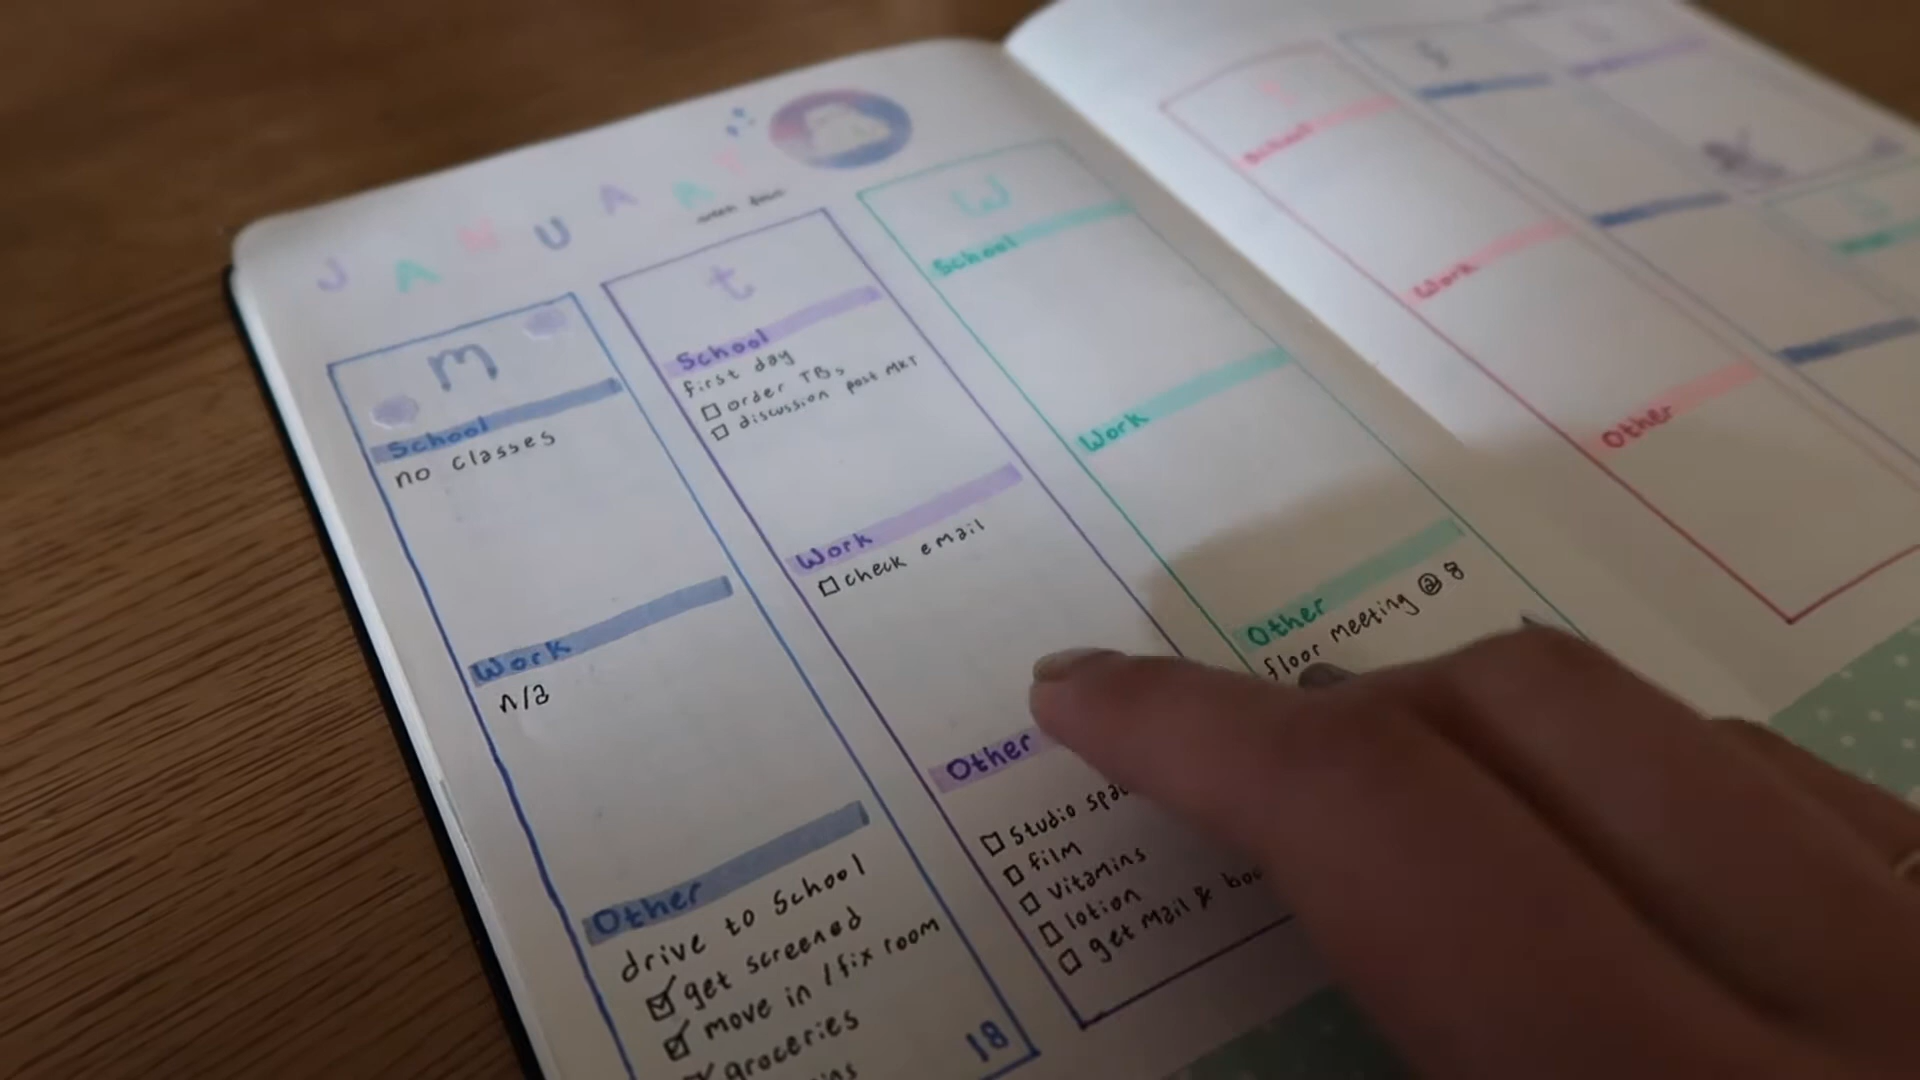 JANUARY
week four
m
School
no classes
Work
n/a
Other
drive to School
get screened
move in / fix room
groceries
18
t
School
first day
order TBs
discussion post MKT
Work
check email
Other
studio
film
vitamins
lotion
get mail &
W
School
Work
Other
floor meeting @ 8
T
School
Work
Other